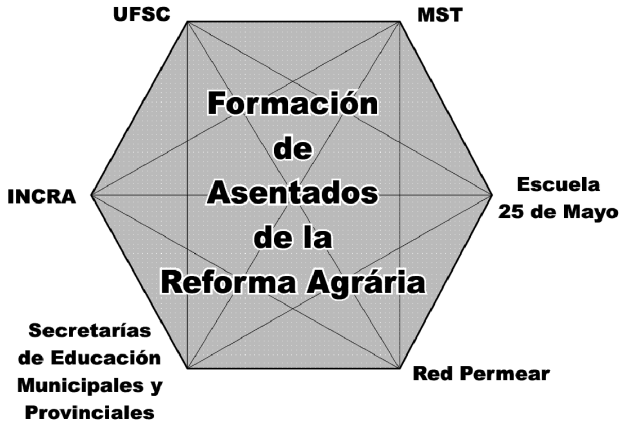 UFSC
MST
Formación
de
Asentados
de la
Reforma Agrária
INCRA
Escuela
25 de Mayo
Secretarías
de Educación
Municipales y
Provinciales
Red Permear